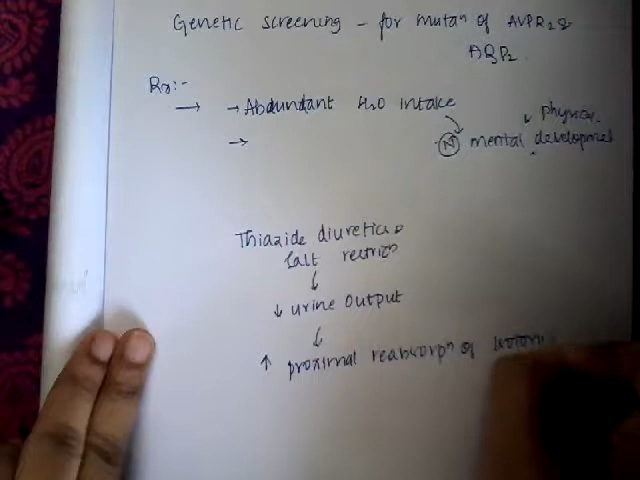 Genetic screening - for mutan of AVPR2 &
AQP2
Rx:-
→ → Abundant H2O intake
↓ physical
→ (N) mental development
Thiazide diuretics
Salt restricn
↓
↓ urine output
↓
↑ proximal reabsorpn of